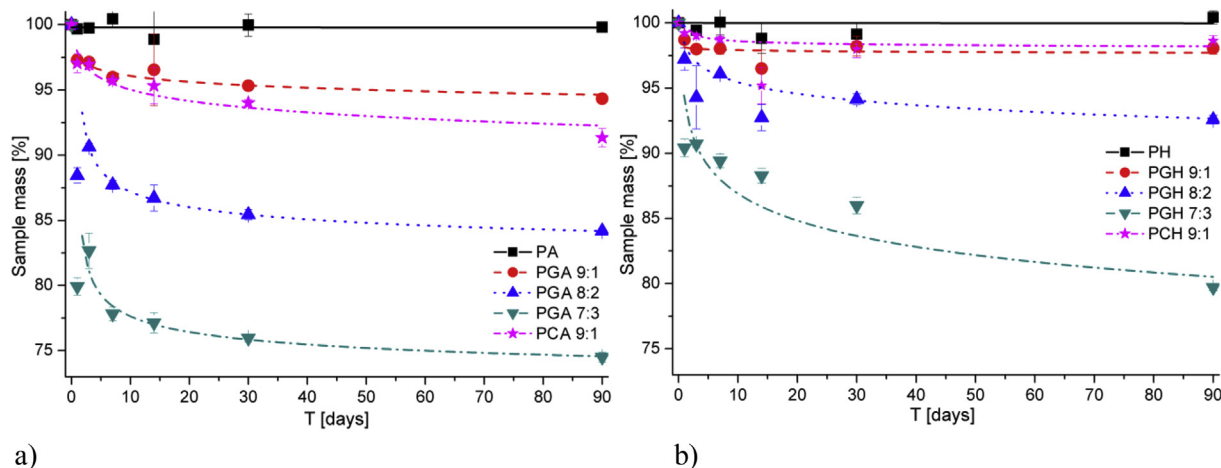 100
95
90
85
80
75
Sample mass [%]
PA
PGA 9:1
PGA 8:2
PGA 7:3
PCA 9:1
0 10 20 30 40 50 60 70 80 90
T [days]
a)
100
95
90
85
80
75
Sample mass [%]
PH
PGH 9:1
PGH 8:2
PGH 7:3
PCH 9:1
0 10 20 30 40 50 60 70 80 90
T [days]
b)